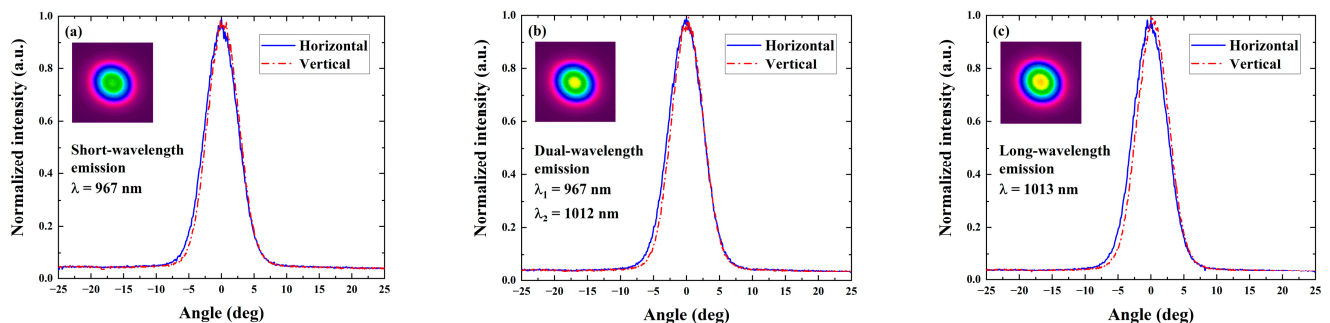 (a)
Horizontal
Vertical
Short-wavelength
emission
λ = 967 nm
Normalized intensity (a.u.)
1.0
0.8
0.6
0.4
0.2
0.0
−25 −20 −15 −10 −5 0 5 10 15 20 25
Angle (deg)
(b)
Horizontal
Vertical
Dual-wavelength
emission
λ₁ = 967 nm
λ₂ = 1012 nm
Normalized intensity (a.u.)
1.0
0.8
0.6
0.4
0.2
0.0
−25 −20 −15 −10 −5 0 5 10 15 20 25
Angle (deg)
(c)
Horizontal
Vertical
Long-wavelength
emission
λ = 1013 nm
Normalized intensity (a.u.)
1.0
0.8
0.6
0.4
0.2
0.0
−25 −20 −15 −10 −5 0 5 10 15 20 25
Angle (deg)